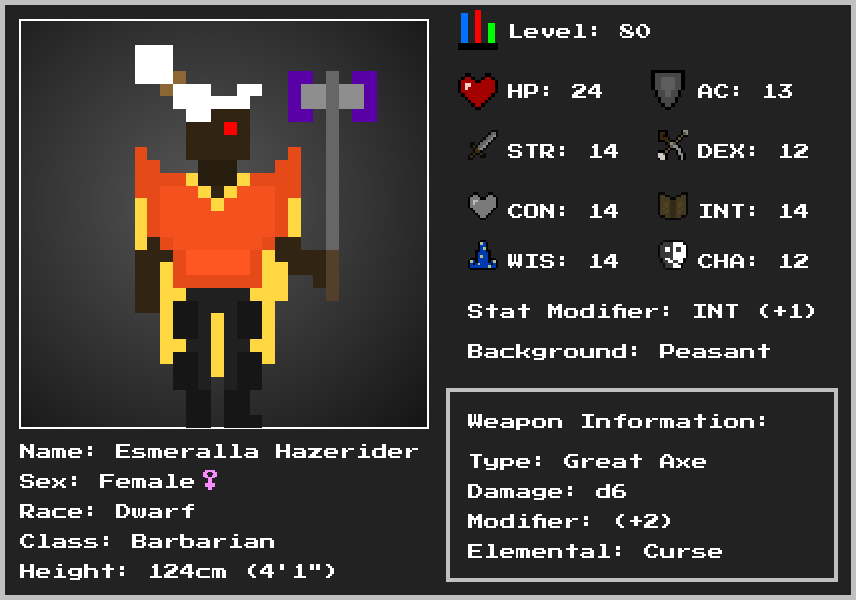 Level: 80
HP: 24
AC: 13
STR: 14
DEX: 12
CON: 14
INT: 14
WIS: 14
CHA: 12
Stat Modifier: INT (+1)
Background: Peasant
Weapon Information:
Type: Great Axe
Damage: d6
Modifier: (+2)
Elemental: Curse
Name: Esmeralla Hazerider
Sex: Female♀
Race: Dwarf
Class: Barbarian
Height: 124cm (4'1")